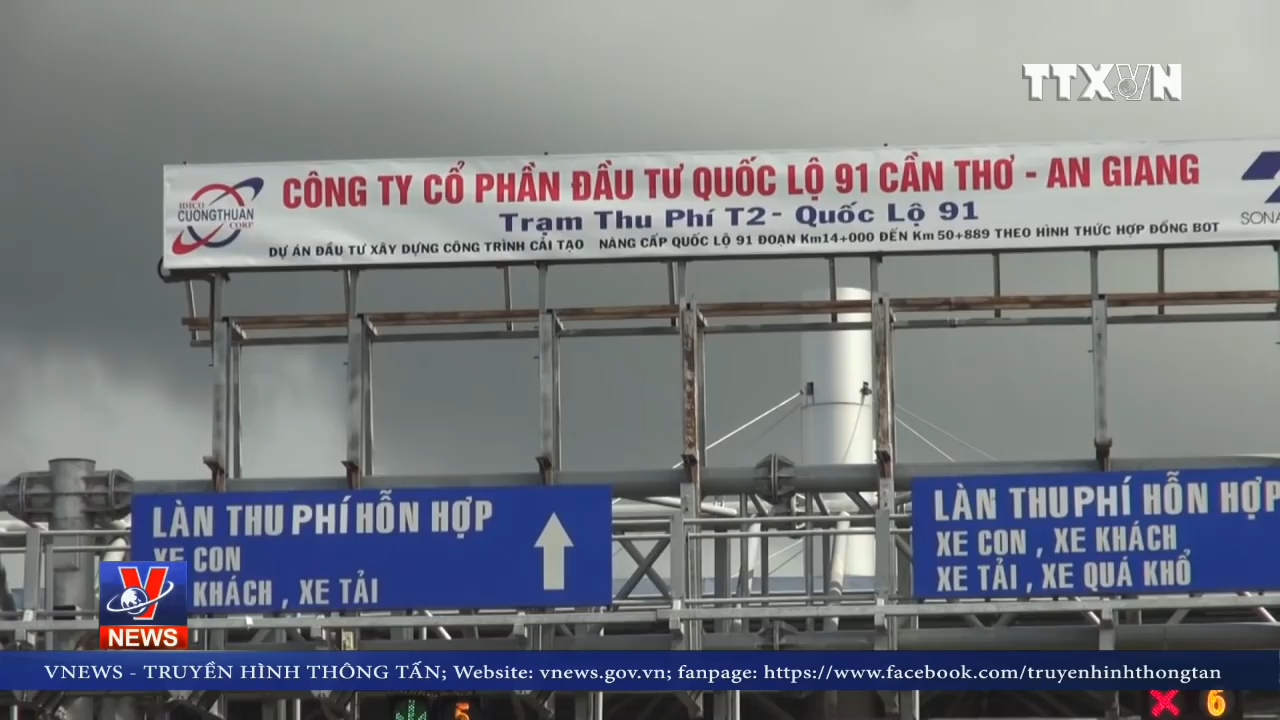 TTXVN
IDICO
CUONGTHUAN
CORP
CÔNG TY CỔ PHẦN ĐẦU TƯ QUỐC LỘ 91 CẦN THƠ - AN GIANG
Trạm Thu Phí T2 - Quốc Lộ 91
DỰ ÁN ĐẦU TƯ XÂY DỰNG CÔNG TRÌNH CẢI TẠO NÂNG CẤP QUỐC LỘ 91 ĐOẠN Km14+000 ĐẾN Km50+889 THEO HÌNH THỨC HỢP ĐỒNG BOT
SONA
LÀN THU PHÍ HỖN HỢP
XE CON
KHÁCH , XE TẢI
LÀN THU PHÍ HỖN HỢP
XE CON , XE KHÁCH
XE TẢI , XE QUÁ KHỔ
V
NEWS
VNEWS - TRUYỀN HÌNH THÔNG TẤN; Website: vnews.gov.vn; fanpage: https://www.facebook.com/truyenhinhthongtan
5
6